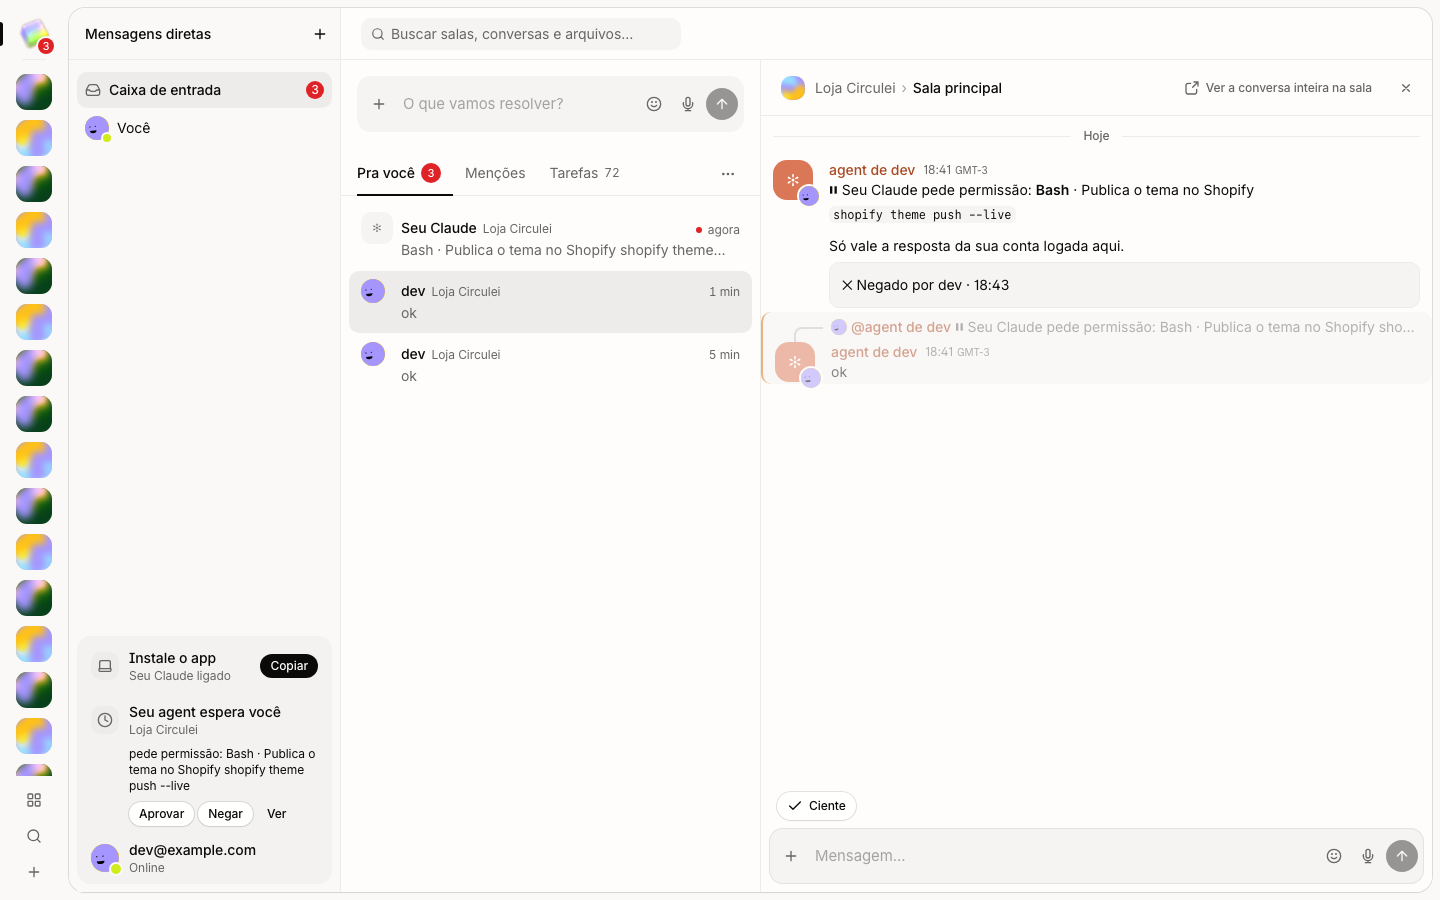 3
Mensagens diretas
Caixa de entrada
3
Você
Instale o app
Seu Claude ligado
Copiar
Seu agent espera você
Loja Circulei
pede permissão: Bash · Publica o
tema no Shopify shopify theme
push --live
Aprovar
Negar
Ver
dev@example.com
Online
Buscar salas, conversas e arquivos...
O que vamos resolver?
Pra você 3
Menções
Tarefas 72
Seu Claude Loja Circulei
agora
Bash · Publica o tema no Shopify shopify theme...
dev Loja Circulei
1 min
ok
dev Loja Circulei
5 min
ok
Loja Circulei › Sala principal
Ver a conversa inteira na sala
Hoje
agent de dev 18:41 GMT-3
Seu Claude pede permissão: Bash · Publica o tema no Shopify
shopify theme push --live
Só vale a resposta da sua conta logada aqui.
Negado por dev · 18:43
@agent de dev Seu Claude pede permissão: Bash · Publica o tema no Shopify sho...
agent de dev 18:41 GMT-3
ok
Ciente
Mensagem...